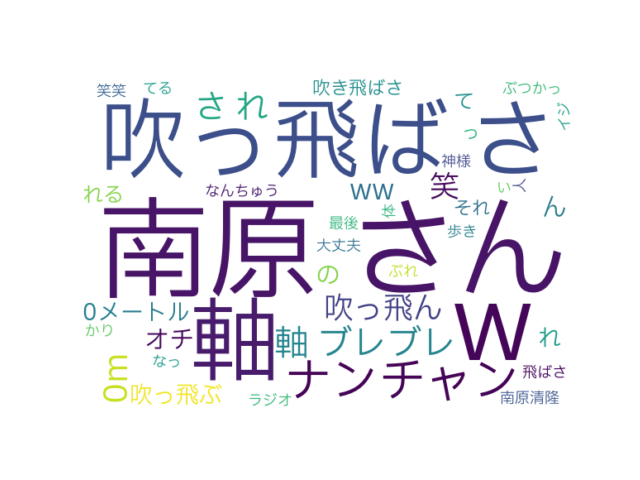 笑笑
てる
吹き飛ばさ
ぶつかっ
イジ
吹っ飛ばさ
され
て
っ
神様
れる
なんちゅう
ww
笑
い
人
南原さん
最後
それ
ん
大丈夫
歩き
の
ぶれ
0メートル
軸
吹っ飛ん
w
かり
オチ
軸
ブレブレ
れ
なっ
0m
吹っ飛ぶ
ナンチャン
飛ばさ
ラジオ
南原清隆